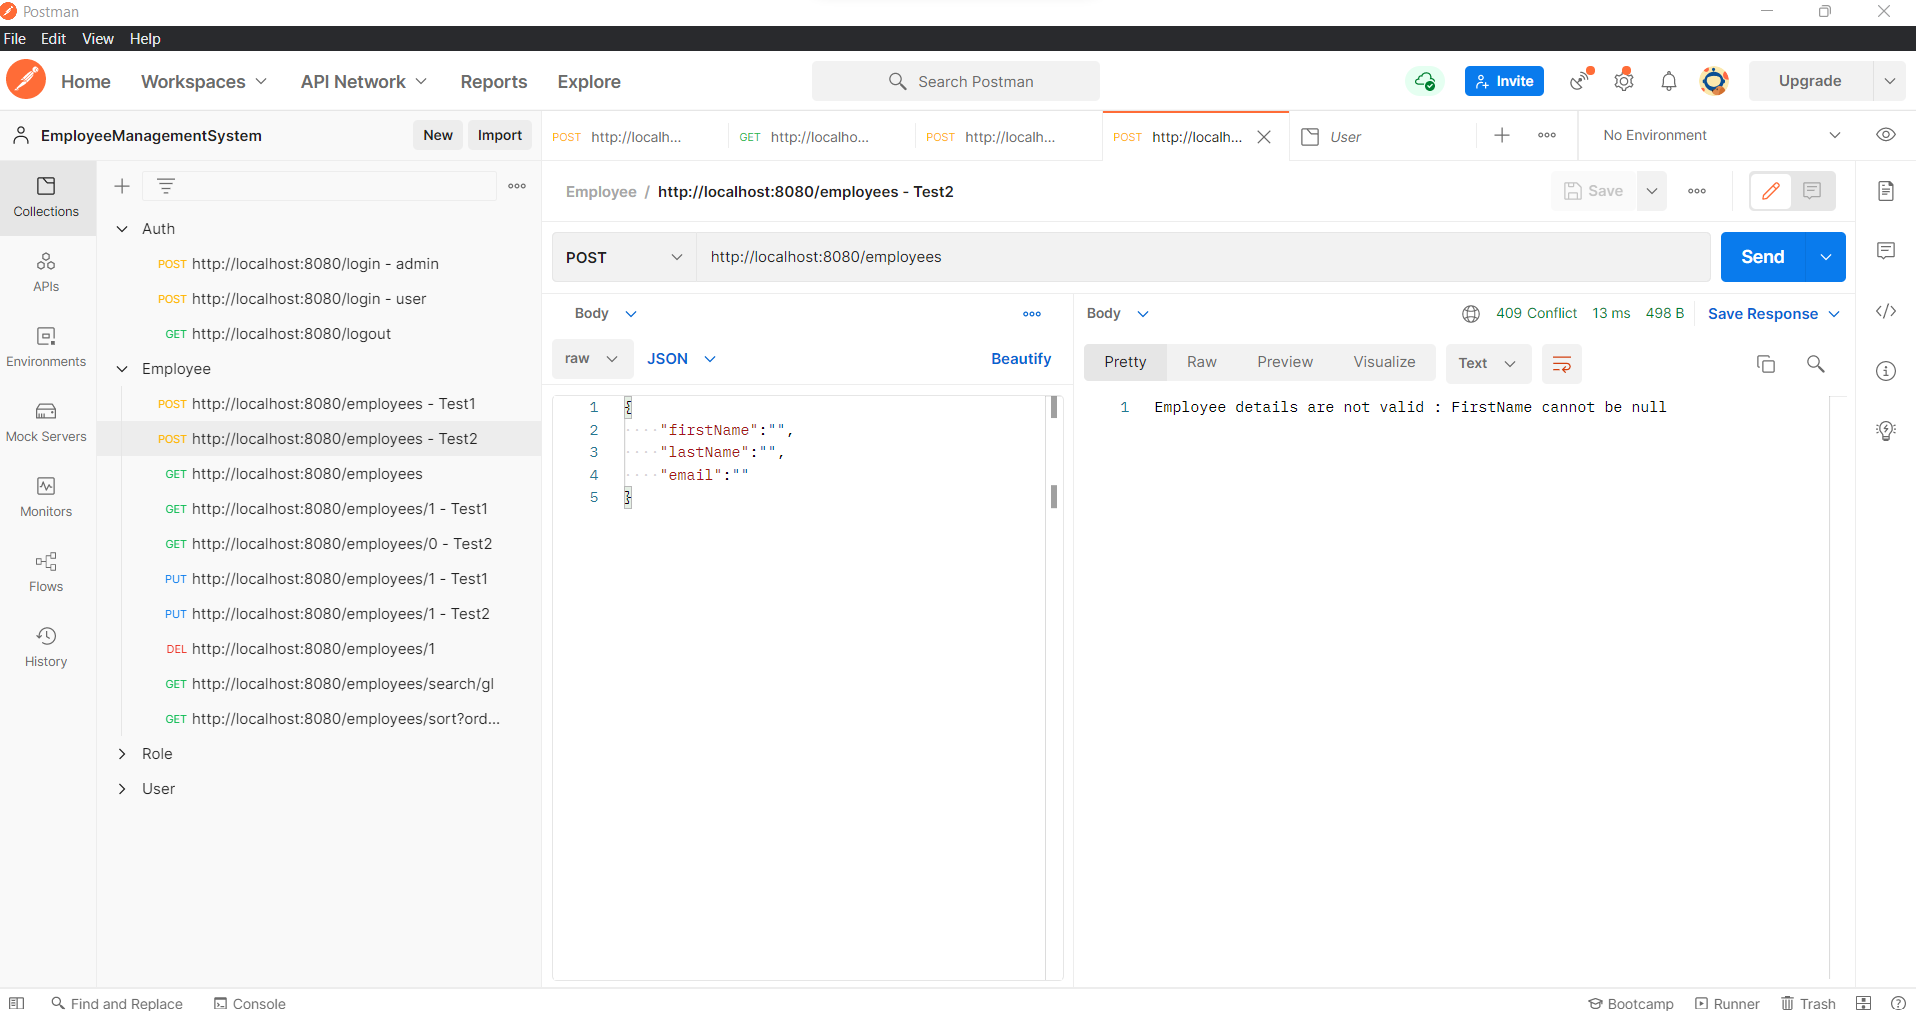 Postman
File Edit View Help
Home Workspaces API Network Reports Explore Search Postman Invite Upgrade
EmployeeManagementSystem New Import
POST http://localh... GET http://localho... POST http://localh... POST http://localh... User No Environment
Collections
APIs
Environments
Mock Servers
Monitors
Flows
History
Auth
POST http://localhost:8080/login - admin
POST http://localhost:8080/login - user
GET http://localhost:8080/logout
Employee
POST http://localhost:8080/employees - Test1
POST http://localhost:8080/employees - Test2
GET http://localhost:8080/employees
GET http://localhost:8080/employees/1 - Test1
GET http://localhost:8080/employees/0 - Test2
PUT http://localhost:8080/employees/1 - Test1
PUT http://localhost:8080/employees/1 - Test2
DEL http://localhost:8080/employees/1
GET http://localhost:8080/employees/search/gl
GET http://localhost:8080/employees/sort?ord...
Role
User
Employee / http://localhost:8080/employees - Test2 Save
POST http://localhost:8080/employees Send
Body
raw JSON Beautify
1 {
2 "firstName":"",
3 "lastName":"",
4 "email":""
5 }
Body 409 Conflict 13 ms 498 B Save Response
Pretty Raw Preview Visualize Text
1 Employee details are not valid : FirstName cannot be null
Find and Replace Console Bootcamp Runner Trash